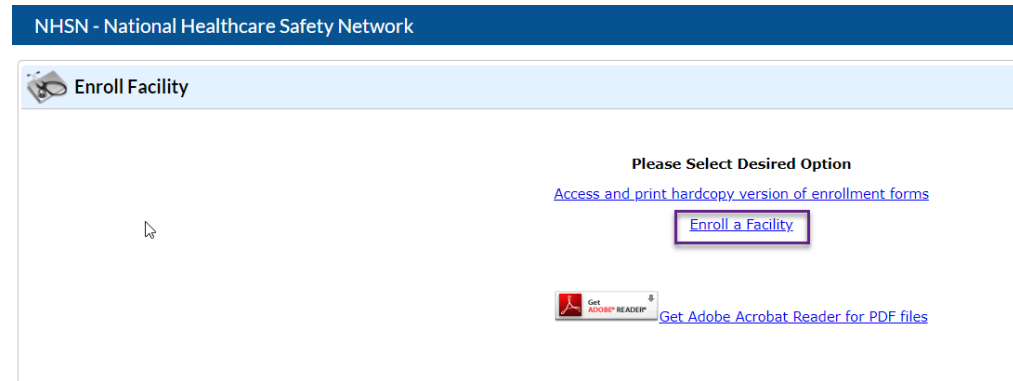 NHSN - National Healthcare Safety Network
Enroll Facility
Please Select Desired Option
Access and print hardcopy version of enrollment forms
Enroll a Facility
Get
ADOBE® READER®
Get Adobe Acrobat Reader for PDF files